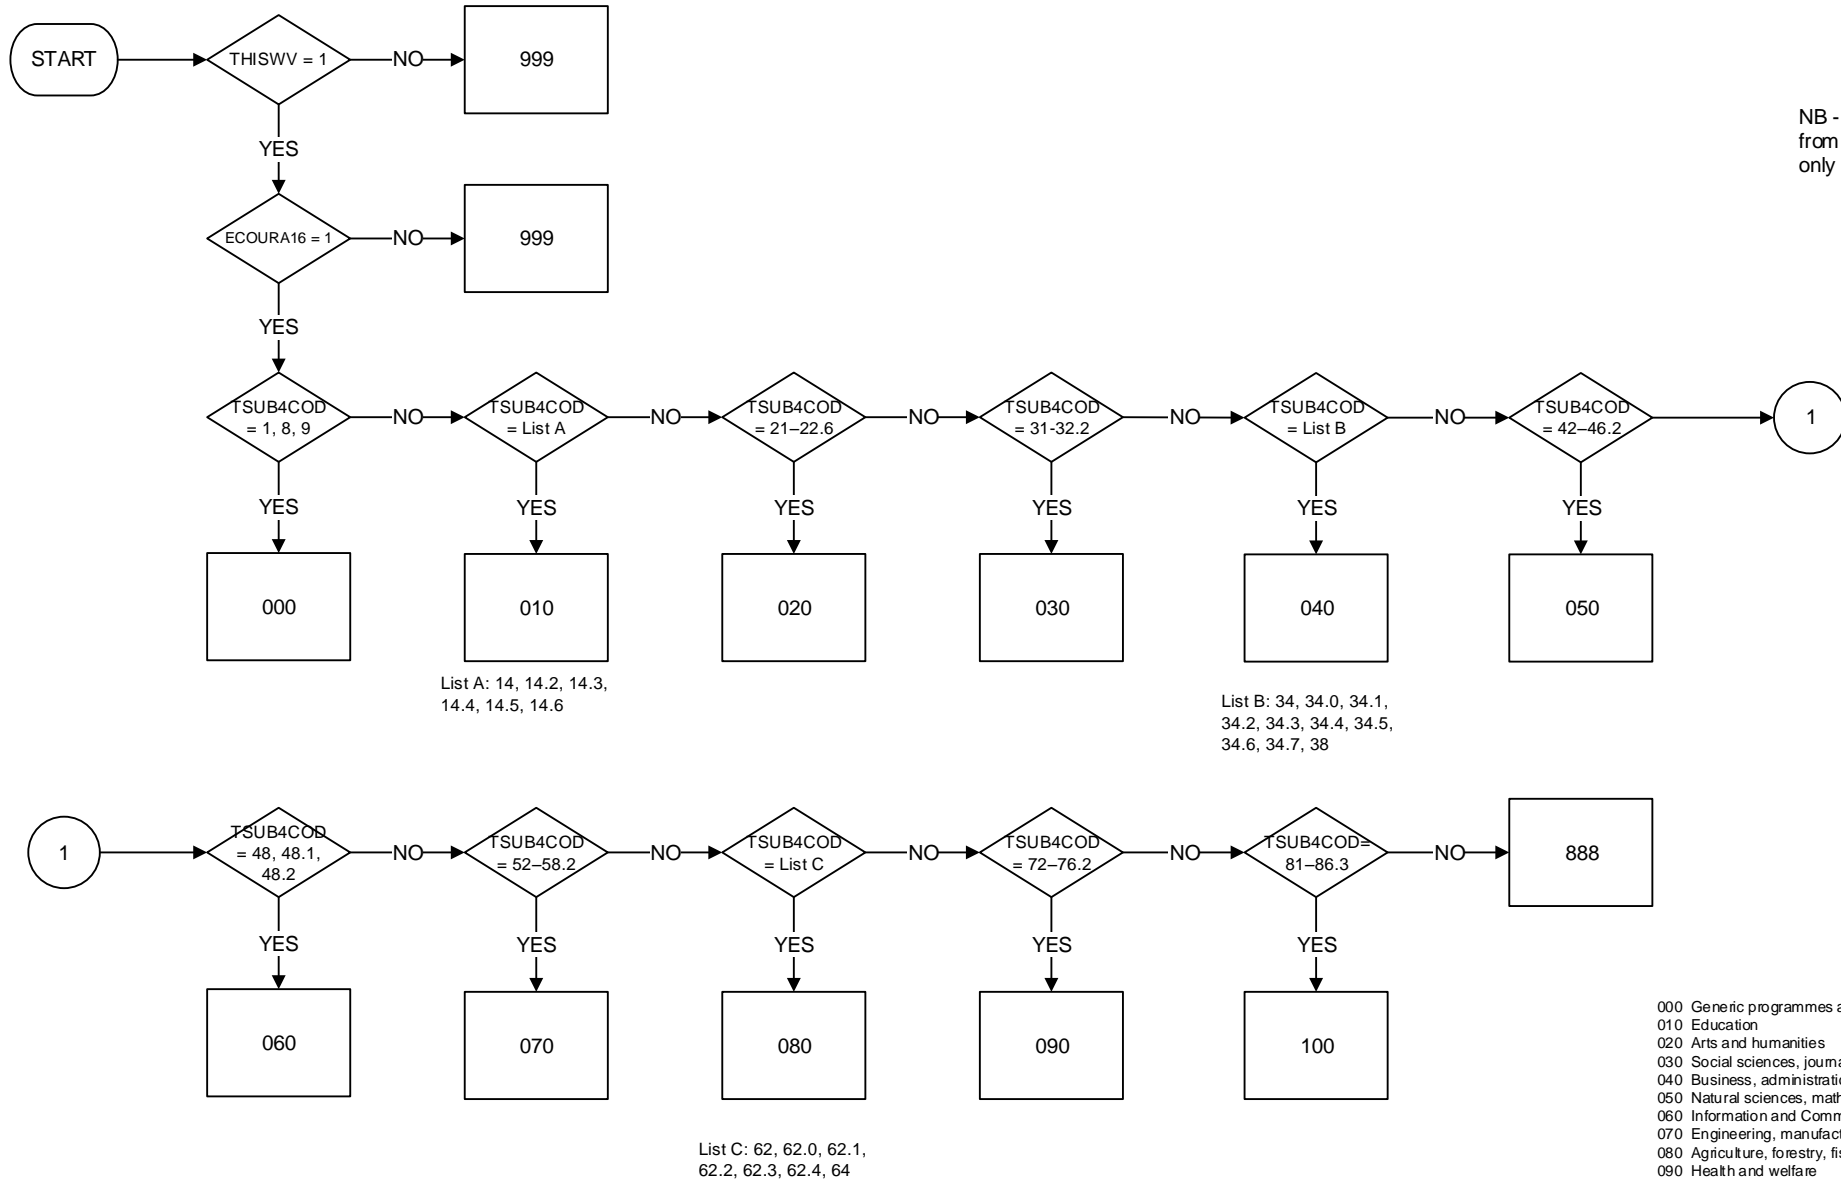 START
THISWV = 1
NO
999
YES
NB -
from
only
ECOURA16 = 1
NO
999
YES
TSUB4COD
= 1, 8, 9
NO
TSUB4COD
= List A
NO
TSUB4COD
= 21–22.6
NO
TSUB4COD
= 31-32.2
NO
TSUB4COD
= List B
NO
TSUB4COD
= 42–46.2
1
YES
YES
YES
YES
YES
YES
000
010
020
030
040
050
List A: 14, 14.2, 14.3,
14.4, 14.5, 14.6
List B: 34, 34.0, 34.1,
34.2, 34.3, 34.4, 34.5,
34.6, 34.7, 38
1
TSUB4COD
= 48, 48.1,
48.2
NO
TSUB4COD
= 52–58.2
NO
TSUB4COD
= List C
NO
TSUB4COD
= 72–76.2
NO
TSUB4COD=
81–86.3
NO
888
YES
YES
YES
YES
YES
060
070
080
090
100
List C: 62, 62.0, 62.1,
62.2, 62.3, 62.4, 64
000 Generic programmes
010 Education
020 Arts and humanities
030 Social sciences,
040 Business,
050 Natural sciences,
060 Information and
070 Engineering,
080 Agriculture, forestry,
090 Health and welfare